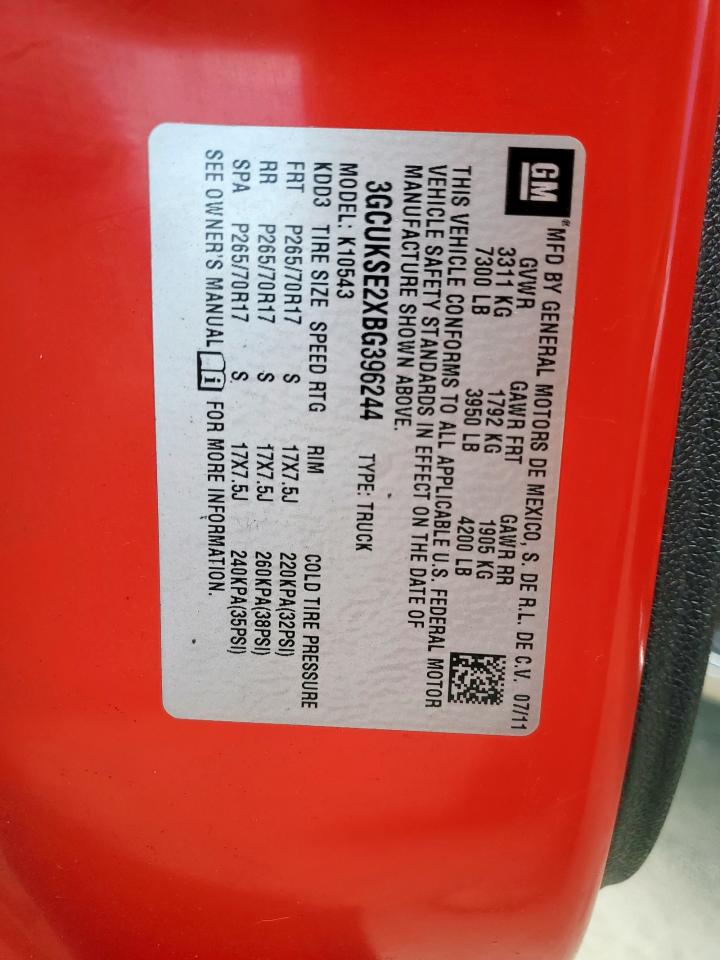 GM® MFD BY GENERAL MOTORS DE MEXICO, S. DE R.L. DE C.V. 07/11
GVWR GAWR FRT GAWR RR
3311 KG 1792 KG 1905 KG
7300 LB 3950 LB 4200 LB
THIS VEHICLE CONFORMS TO ALL APPLICABLE U.S. FEDERAL MOTOR
VEHICLE SAFETY STANDARDS IN EFFECT ON THE DATE OF
MANUFACTURE SHOWN ABOVE.
3GCUKSE2XBG396244 TYPE: TRUCK
MODEL: K10543
KDD3 TIRE SIZE SPEED RTG RIM COLD TIRE PRESSURE
FRT P265/70R17 S 17X7.5J 220KPA(32PSI)
RR P265/70R17 S 17X7.5J 260KPA(38PSI)
SPA P265/70R17 S 17X7.5J 240KPA(35PSI)
SEE OWNER'S MANUAL i FOR MORE INFORMATION.